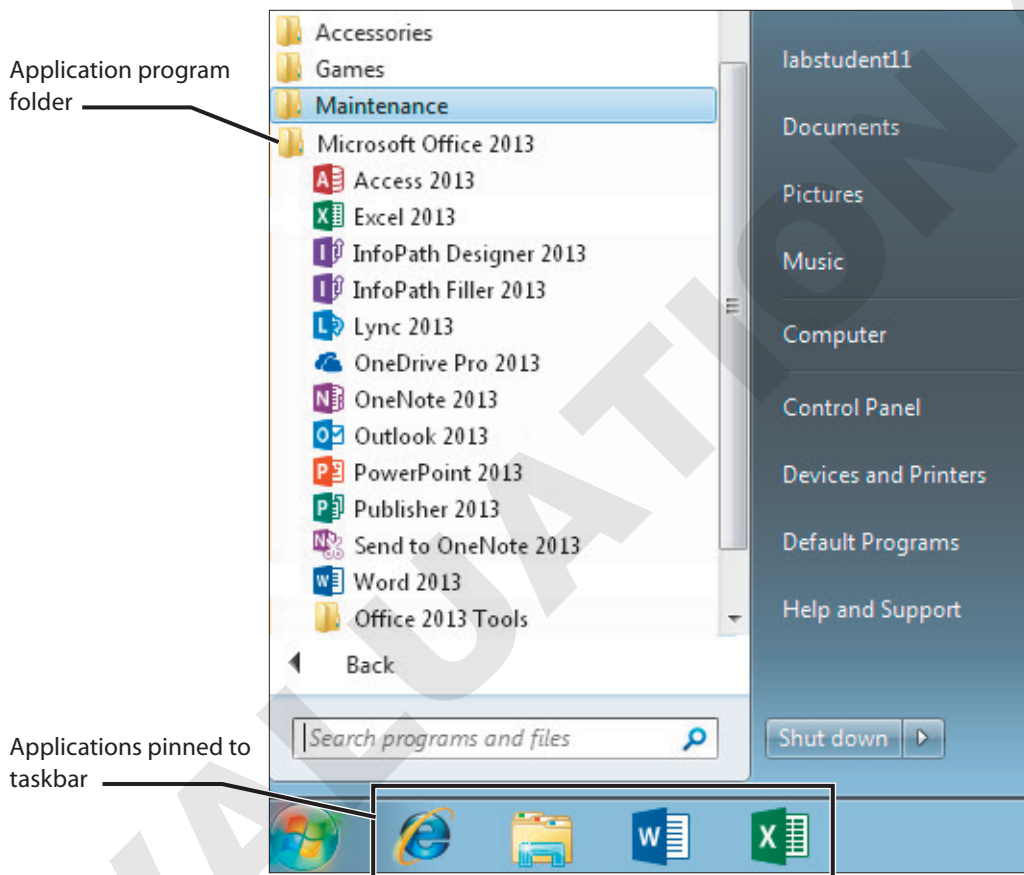 Application program
folder
Accessories
Games
Maintenance
Microsoft Office 2013
Access 2013
Excel 2013
InfoPath Designer 2013
InfoPath Filler 2013
Lync 2013
OneDrive Pro 2013
OneNote 2013
Outlook 2013
PowerPoint 2013
Publisher 2013
Send to OneNote 2013
Word 2013
Office 2013 Tools
Back
Search programs and files
labstudent11
Documents
Pictures
Music
Computer
Control Panel
Devices and Printers
Default Programs
Help and Support
Shut down
Applications pinned to
taskbar
VALUATION